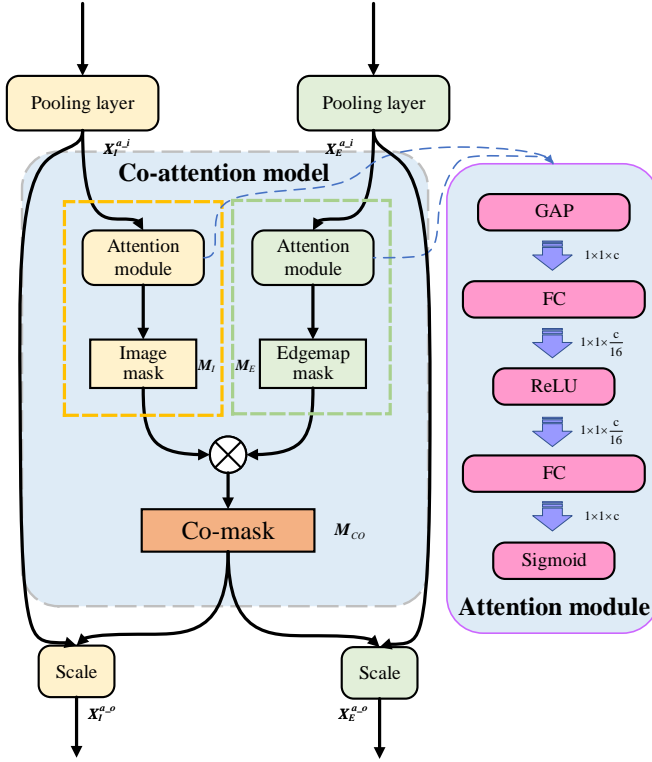 Pooling layer
Pooling layer
X_I^{a_i}
X_E^{a_i}
Co-attention model
Attention
module
Attention
module
Image
mask
M_I
M_E
Edgemap
mask
Co-mask
M_{CO}
Scale
Scale
X_I^{a_o}
X_E^{a_o}
GAP
1×1×c
FC
1×1×c/16
ReLU
1×1×c/16
FC
1×1×c
Sigmoid
Attention module